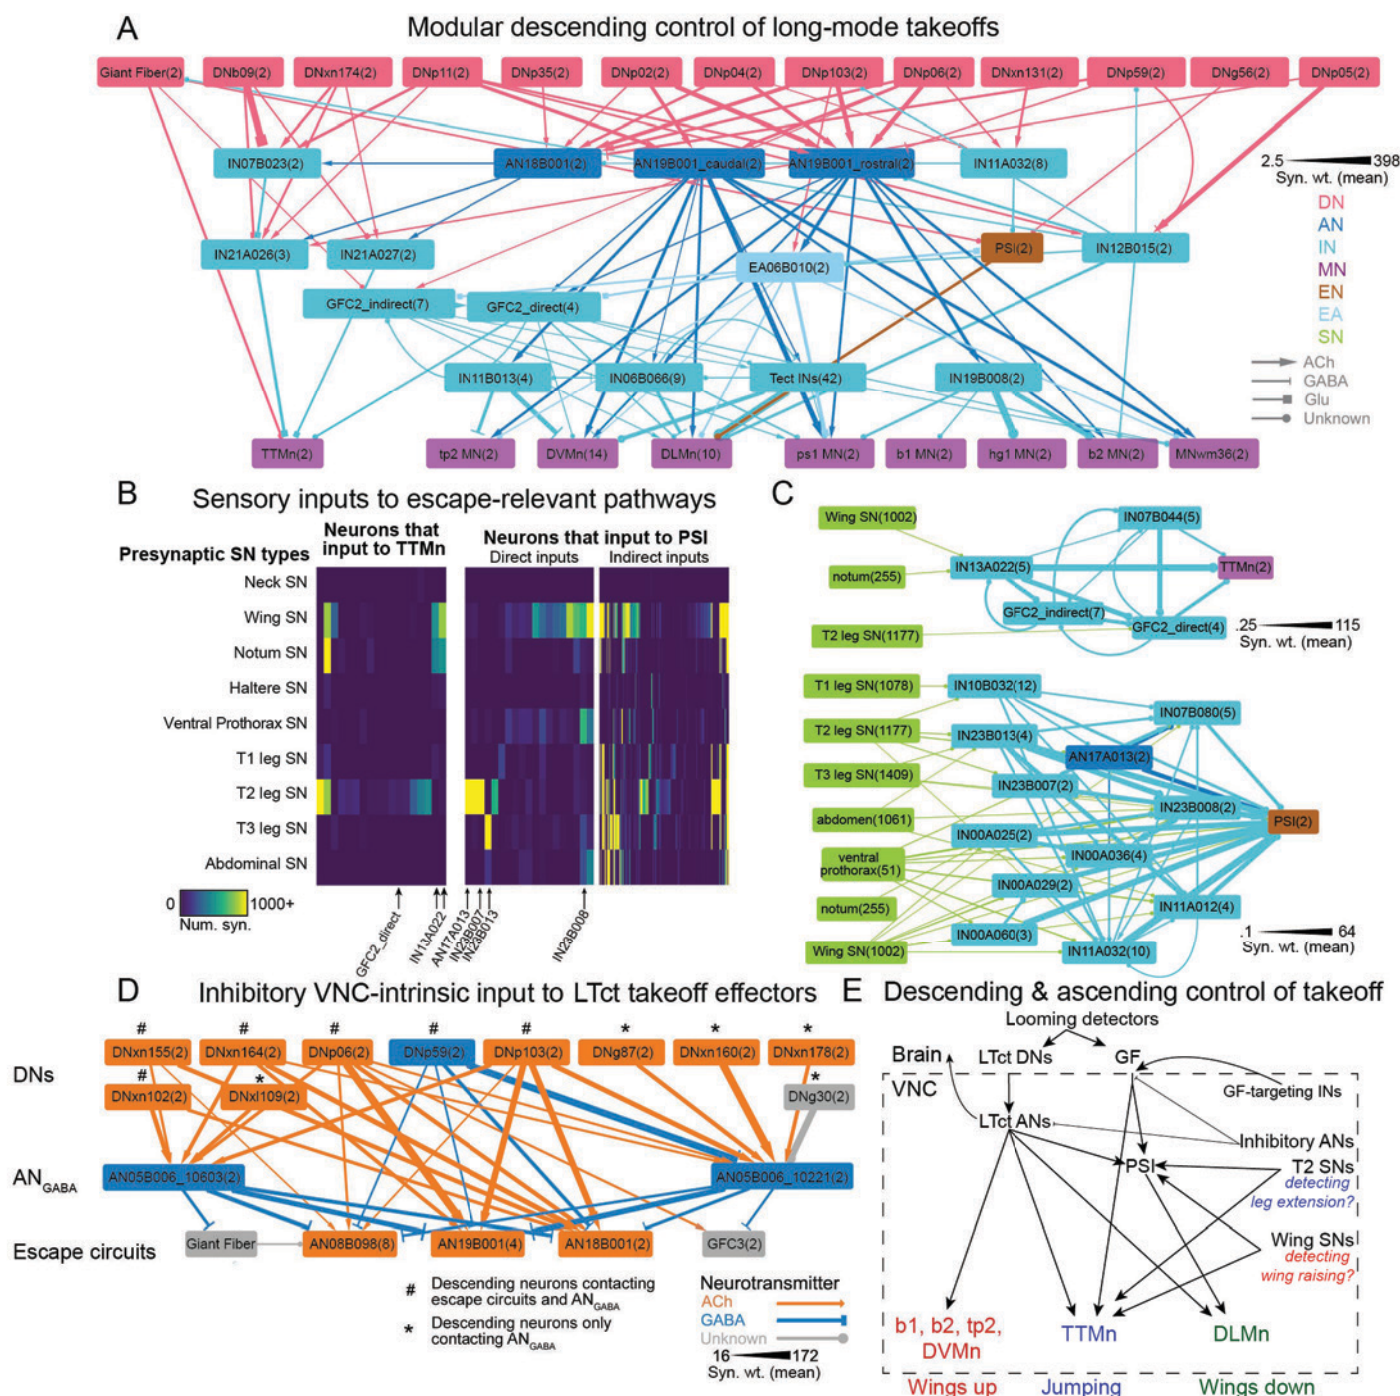 A
Modular descending control of long-mode takeoffs
Giant Fiber(2) DNb09(2) DNxn174(2) DNp11(2) DNp35(2) DNp02(2) DNp04(2) DNp103(2) DNp06(2) DNxn131(2) DNp59(2) DNg56(2) DNp05(2)
IN07B023(2) AN18B001(2) AN19B001_caudal(2) AN19B001_rostral(2) IN11A032(8)
2.5 398
Syn. wt. (mean)
DN
AN
IN
MN
EN
EA
SN
ACh
GABA
Glu
Unknown
IN21A026(3) IN21A027(2) EA06B010(2) PSI(2) IN12B015(2)
GFC2_indirect(7) GFC2_direct(4)
IN11B013(4) IN06B066(9) Tect INs(42) IN19B008(2)
TTMn(2) tp2 MN(2) DVMn(14) DLMn(10) ps1 MN(2) b1 MN(2) hg1 MN(2) b2 MN(2) MNwm36(2)
B
Sensory inputs to escape-relevant pathways
Neurons that
input to TTMn
Neurons that input to PSI
Direct inputs Indirect inputs
Presynaptic SN types
Neck SN
Wing SN
Notum SN
Haltere SN
Ventral Prothorax SN
T1 leg SN
T2 leg SN
T3 leg SN
Abdominal SN
0 1000+
Num. syn.
GFC2_direct
IN13A022
AN17A013
IN23B007
IN23B013
IN23B008
C
Wing SN(1002)
notum(255)
T2 leg SN(1177)
IN07B044(5)
IN13A022(5)
TTMn(2)
GFC2_indirect(7)
GFC2_direct(4)
.25 115
Syn. wt. (mean)
T1 leg SN(1078)
T2 leg SN(1177)
T3 leg SN(1409)
abdomen(1061)
ventral
prothorax(51)
notum(255)
Wing SN(1002)
IN10B032(12)
IN07B080(5)
IN23B013(4)
AN17A013(2)
IN23B007(2)
IN23B008(2)
PSI(2)
IN00A025(2)
IN00A036(4)
IN00A029(2)
IN11A012(4)
IN00A060(3)
IN11A032(10)
.1 64
Syn. wt. (mean)
D
Inhibitory VNC-intrinsic input to LTct takeoff effectors
# # # # # * * *
DNxn155(2) DNxn164(2) DNp06(2) DNp59(2) DNp103(2) DNg87(2) DNxn160(2) DNxn178(2)
DNs
# * *
DNxn102(2) DNxl109(2) DNg30(2)
AN05B006_10603(2) AN05B006_10221(2)
ANGABA
Escape circuits
Giant Fiber AN08B098(8) AN19B001(4) AN18B001(2) GFC3(2)
# Descending neurons contacting
escape circuits and ANGABA
* Descending neurons only
contacting ANGABA
Neurotransmitter
ACh
GABA
Unknown
16 172
Syn. wt. (mean)
E
Descending & ascending control of takeoff
Looming detectors
Brain LTct DNs GF
VNC
GF-targeting INs
LTct ANs
Inhibitory ANs
PSI
T2 SNs
detecting
leg extension?
Wing SNs
detecting
wing raising?
b1, b2, tp2,
DVMn
TTMn DLMn
Wings up Jumping Wings down